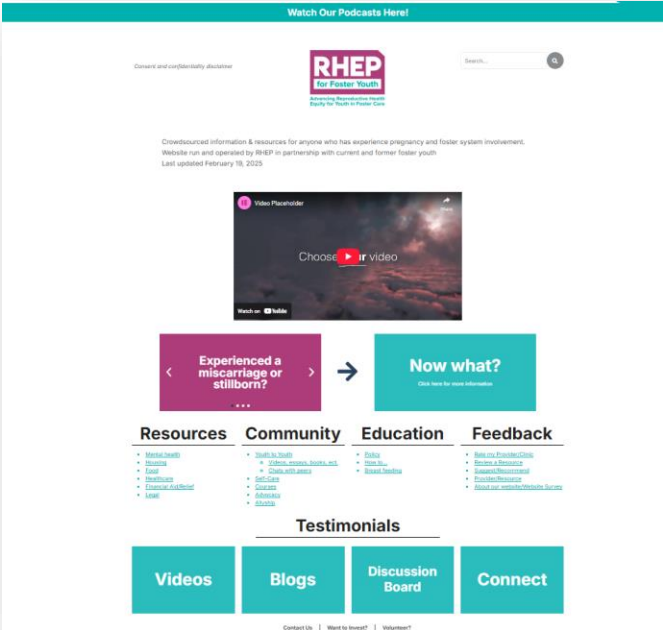 Watch Our Podcasts Here!
Consent and confidentiality disclaimer
RHEP
for Foster Youth
Advancing Reproductive Health
Equity for Youth in Foster Care
Search...
Crowdsourced information & resources for anyone who has experience pregnancy and foster system involvement.
Website run and operated by RHEP in partnership with current and former foster youth
Last updated February 19, 2025
Video Placeholder
Share
Choose your video
Watch on YouTube
Experienced a
miscarriage or
stillborn?
Now what?
Click here for more information
Resources
Mental health
Housing
Food
Healthcare
Financial Aid/Relief
Legal
Community
Youth to Youth
Videos, essays, books, ect.
Chats with peers
Self-Care
Courses
Advocacy
Allyship
Education
Policy
How to...
Breast feeding
Feedback
Rate my Provider/Clinic
Review a Resource
Suggest/Recommend
Provider/Resource
About our website/Website Survey
Testimonials
Videos
Blogs
Discussion
Board
Connect
Contact Us | Want to Invest? | Volunteer?